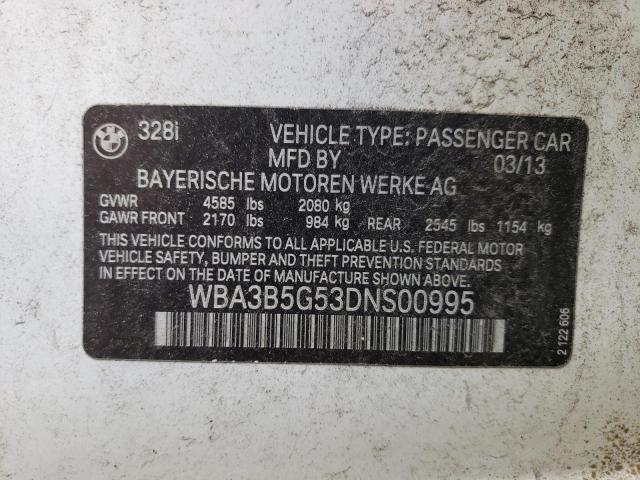 328i VEHICLE TYPE: PASSENGER CAR
MFD BY 03/13
BAYERISCHE MOTOREN WERKE AG
GVWR 4585 lbs 2080 kg
GAWR FRONT 2170 lbs 984 kg REAR 2545 lbs 1154 kg
THIS VEHICLE CONFORMS TO ALL APPLICABLE U.S. FEDERAL MOTOR
VEHICLE SAFETY, BUMPER AND THEFT PREVENTION STANDARDS
IN EFFECT ON THE DATE OF MANUFACTURE SHOWN ABOVE.
WBA3B5G53DNS00995
2 122 606